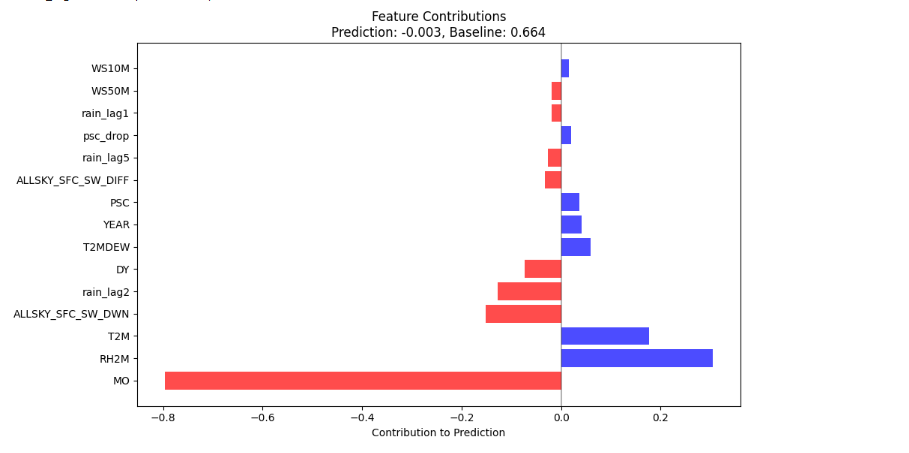 Feature Contributions
Prediction: -0.003, Baseline: 0.664
WS10M
WS50M
rain_lag1
psc_drop
rain_lag5
ALLSKY_SFC_SW_DIFF
PSC
YEAR
T2MDEW
DY
rain_lag2
ALLSKY_SFC_SW_DWN
T2M
RH2M
MO
−0.8 −0.6 −0.4 −0.2 0.0 0.2
Contribution to Prediction